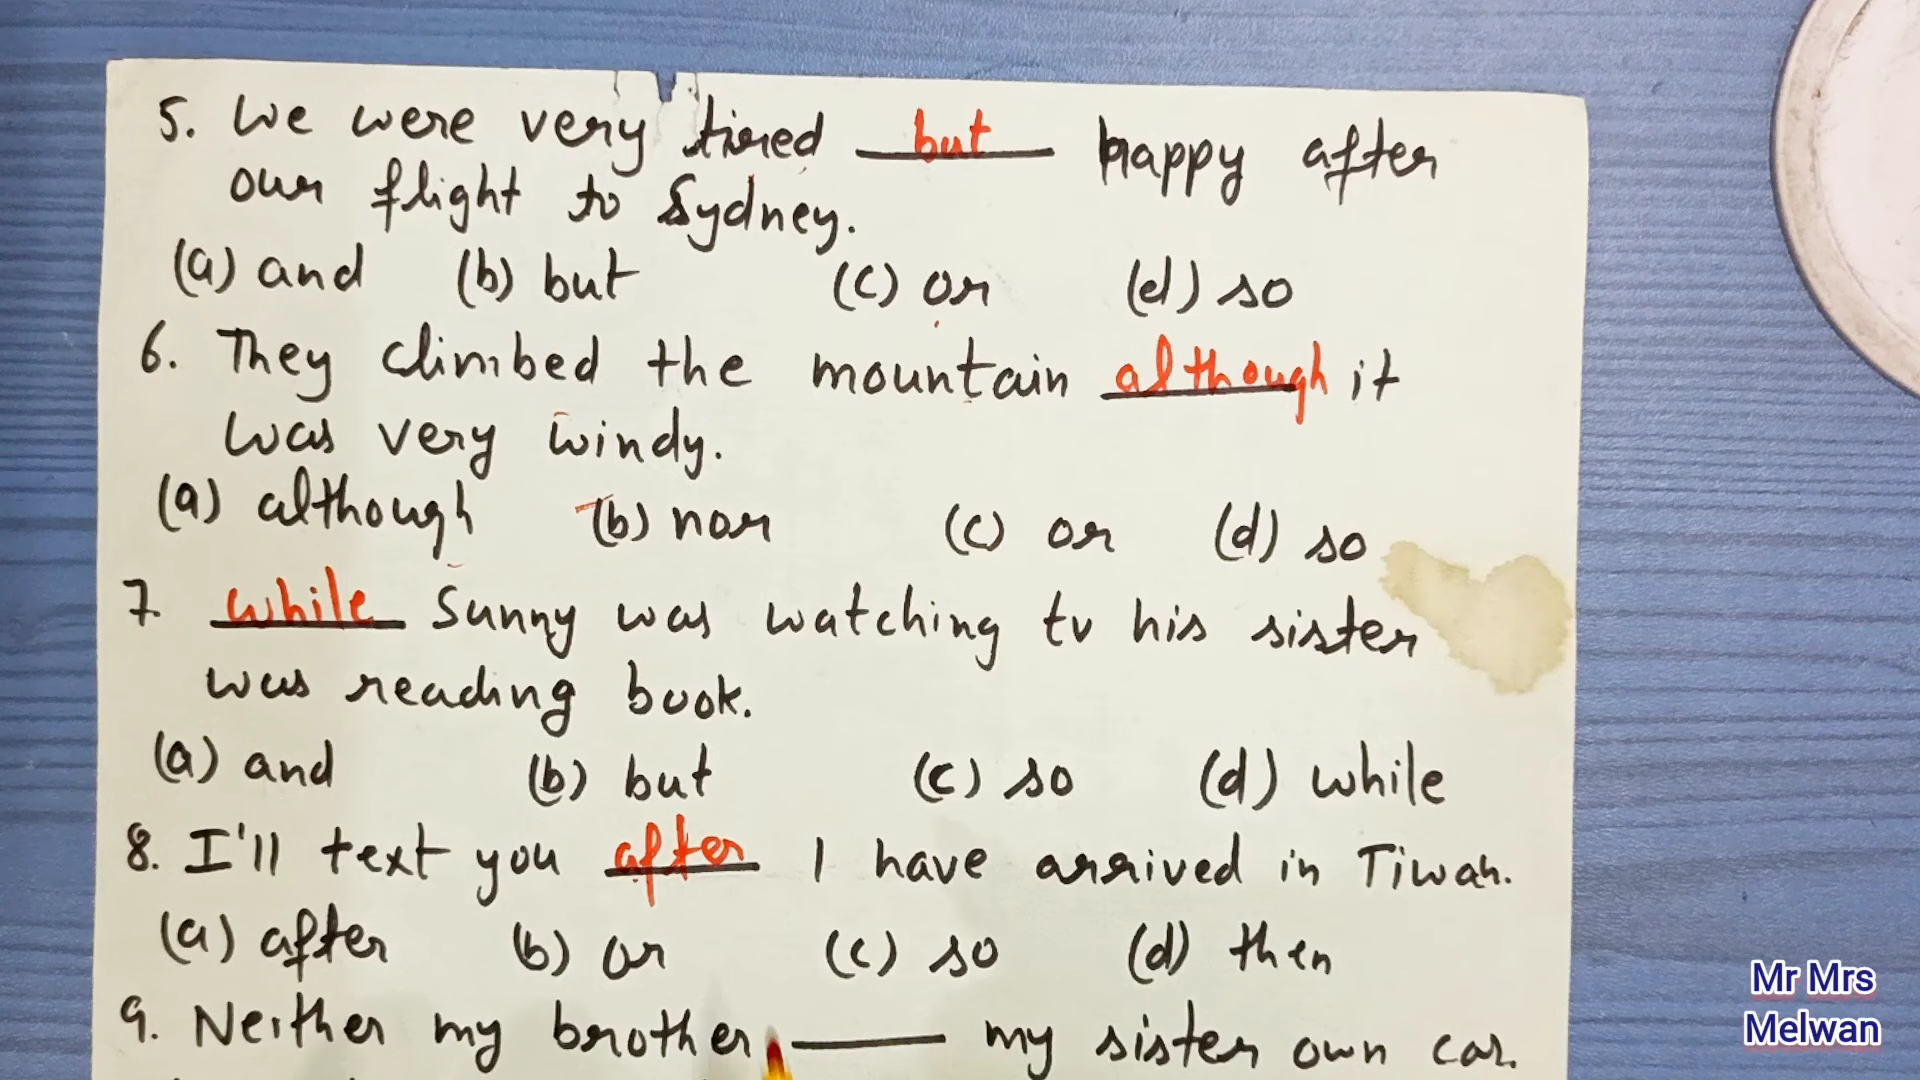 5. We were very tired but happy after
our flight to Sydney.
(a) and (b) but (c) or (d) so
6. They climbed the mountain although it
was very windy.
(a) although (b) nor (c) or (d) so
7. while Sunny was watching tv his sister
was reading book.
(a) and (b) but (c) so (d) while
8. I'll text you after I have arrived in Tiwan.
(a) after (b) or (c) so (d) then
9. Neither my brother ___ my sister own car.
Mr Mrs
Melwan